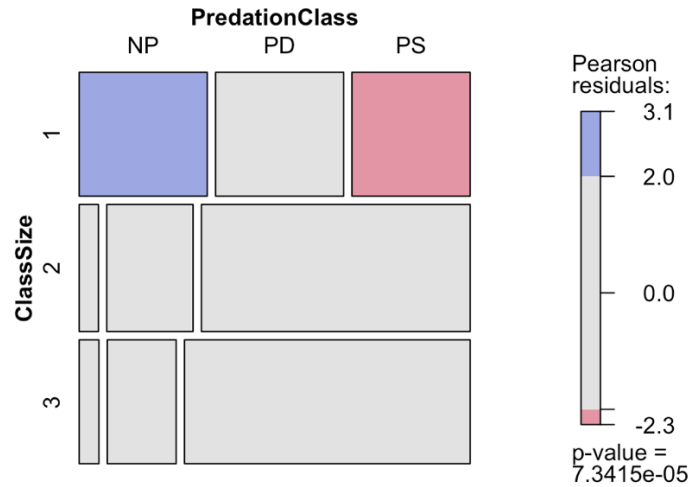 PredationClass
NP PD PS
ClassSize
1
2
3
Pearson
residuals:
3.1
2.0
0.0
-2.3
p-value =
7.3415e-05